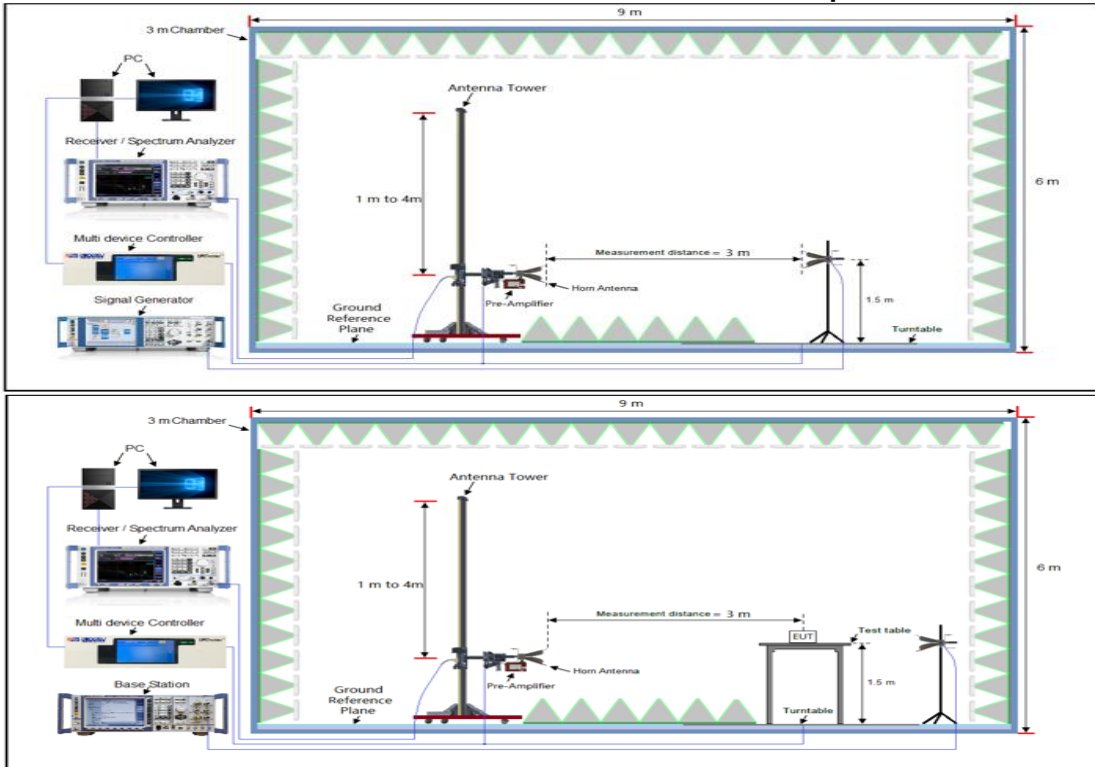 9 m
3 m Chamber
PC
Antenna Tower
Receiver / Spectrum Analyzer
6 m
1 m to 4m
Multi device Controller
Measurement distance = 3 m
Horn Antenna
Pre-Amplifier
1.5 m
Signal Generator
Ground
Reference
Plane
Turntable
9 m
3 m Chamber
PC
Antenna Tower
Receiver / Spectrum Analyzer
6 m
1 m to 4m
Measurement distance = 3 m
Multi device Controller
EUT
Test table
Horn Antenna
Pre-Amplifier
1.5 m
Base Station
Ground
Reference
Plane
Turntable